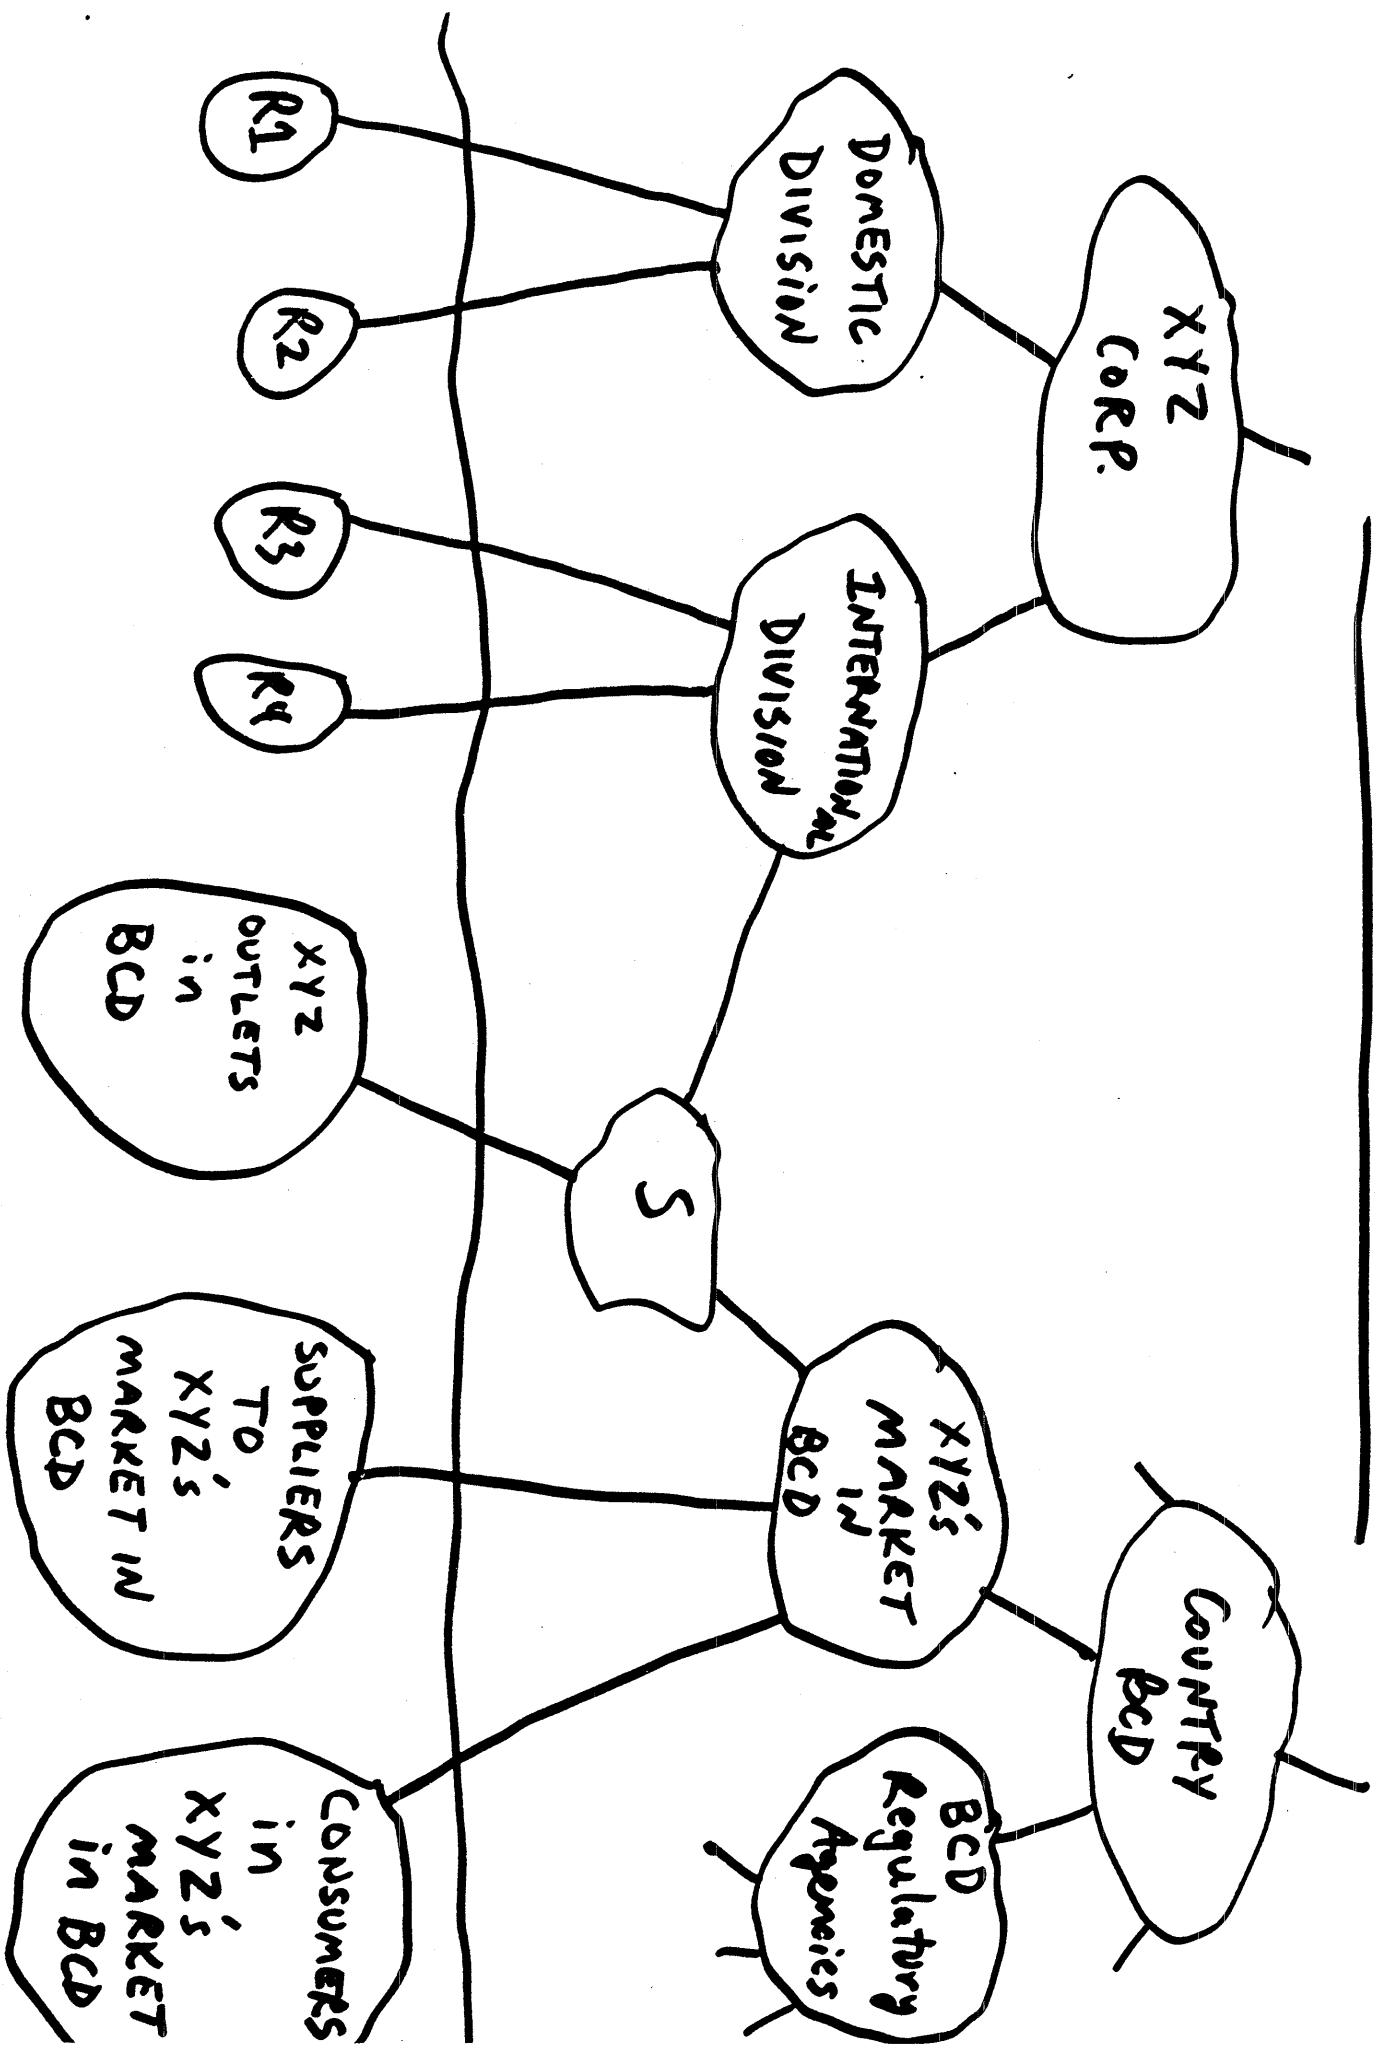 XYZ
CORP.
COUNTRY
BCD
DOMESTIC
DIVISION
INTERNATIONAL
DIVISION
XYZ's
MARKET
IN
BCD
BCD
Regulatory
Agencies
S
R1
R2
R3
R4
XYZ
OUTLETS
in
BCD
SUPPLIERS
TO
XYZ's
MARKET IN
BCD
CONSUMERS
in
XYZ's
MARKET
in BCD